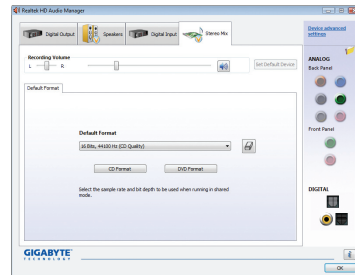 Realtek HD Audio Manager
Digital Output
Speakers
Digital Input
Stereo Mix
Device advanced
settings
Recording Volume
L
R
Set Default Device
ANALOG
Back Panel
Default Format
Default Format
16 Bits, 44100 Hz (CD Quality)
CD Format
DVD Format
Select the sample rate and bit depth to be used when running in shared
mode.
Front Panel
DIGITAL
GIGABYTE
TECHNOLOGY
i
OK